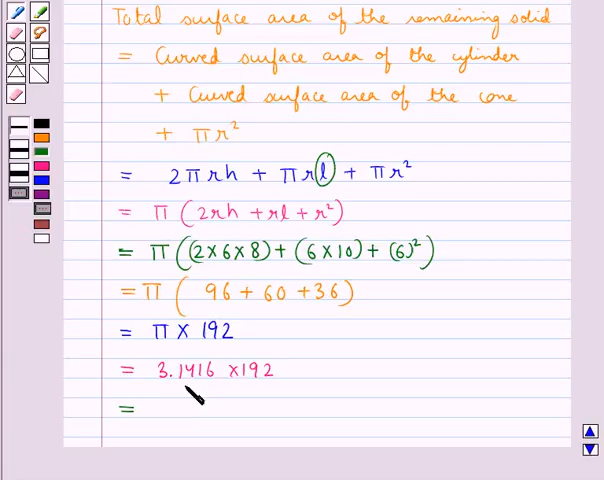 Total surface area of the remaining solid
= Curved surface area of the cylinder
+ Curved surface area of the cone
+ πr²
= 2πrh + πrl + πr²
= π (2rh + rl + r²)
= π((2×6×8) + (6×10) + (6)²)
= π ( 96 + 60 + 36)
= π × 192
= 3.1416 ×192
=